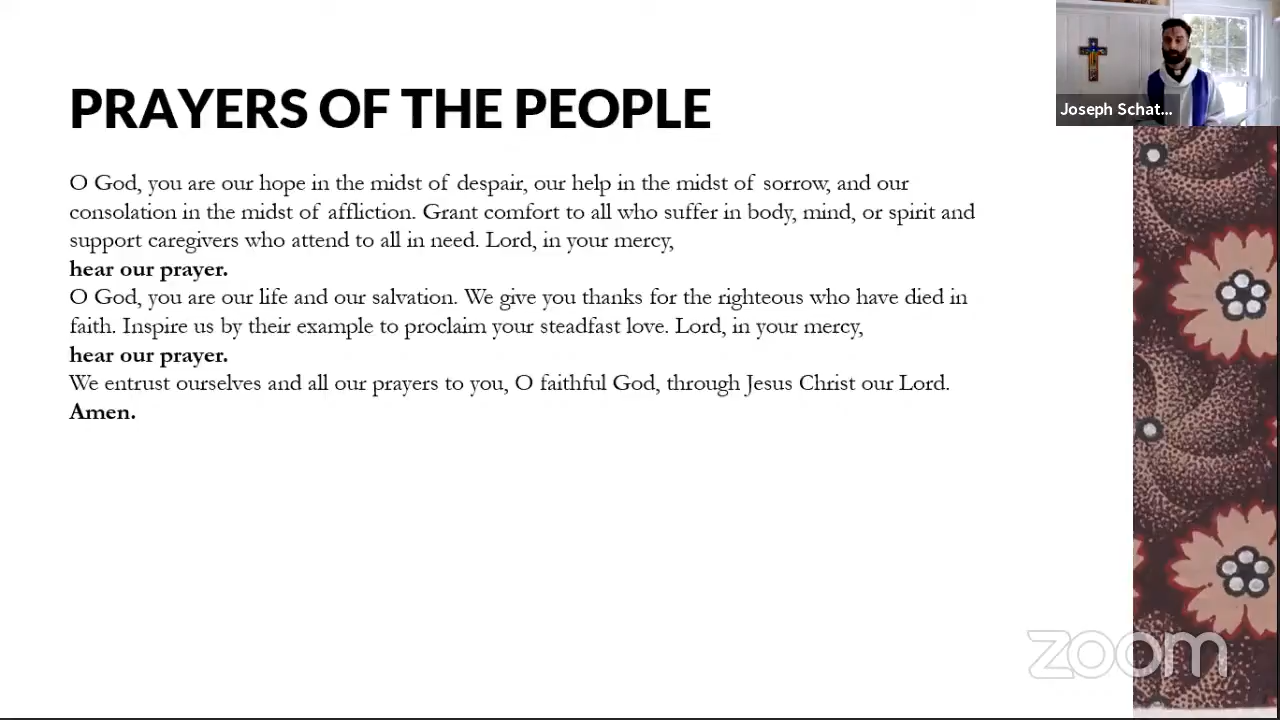 PRAYERS OF THE PEOPLE
Joseph Schat...
O God, you are our hope in the midst of despair, our help in the midst of sorrow, and our
consolation in the midst of affliction. Grant comfort to all who suffer in body, mind, or spirit and
support caregivers who attend to all in need. Lord, in your mercy,
hear our prayer.
O God, you are our life and our salvation. We give you thanks for the righteous who have died in
faith. Inspire us by their example to proclaim your steadfast love. Lord, in your mercy,
hear our prayer.
We entrust ourselves and all our prayers to you, O faithful God, through Jesus Christ our Lord.
Amen.
zoom